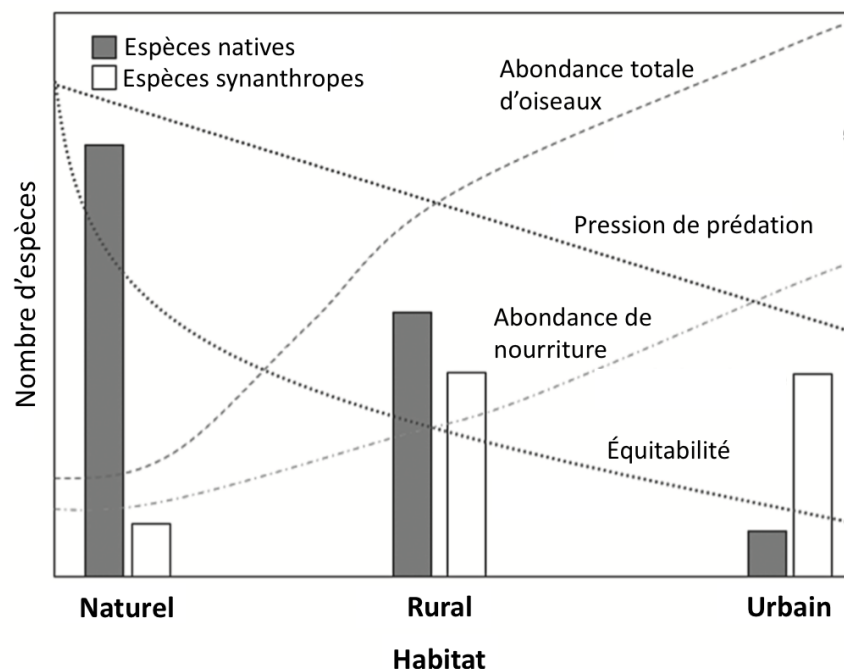 Espèces natives
Espèces synanthropes
Abondance totale
d'oiseaux
Pression de prédation
Abondance de
nourriture
Équitabilité
Nombre d'espèces
Naturel
Rural
Urbain
Habitat